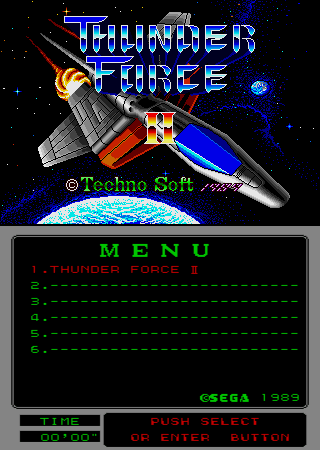 THUNDER
FORCE
II
© Techno Soft 1989
MENU
1.THUNDER FORCE II
2.
3.
4.
5.
6.
©SEGA 1989
TIME
00'00"
PUSH SELECT
OR ENTER BUTTON